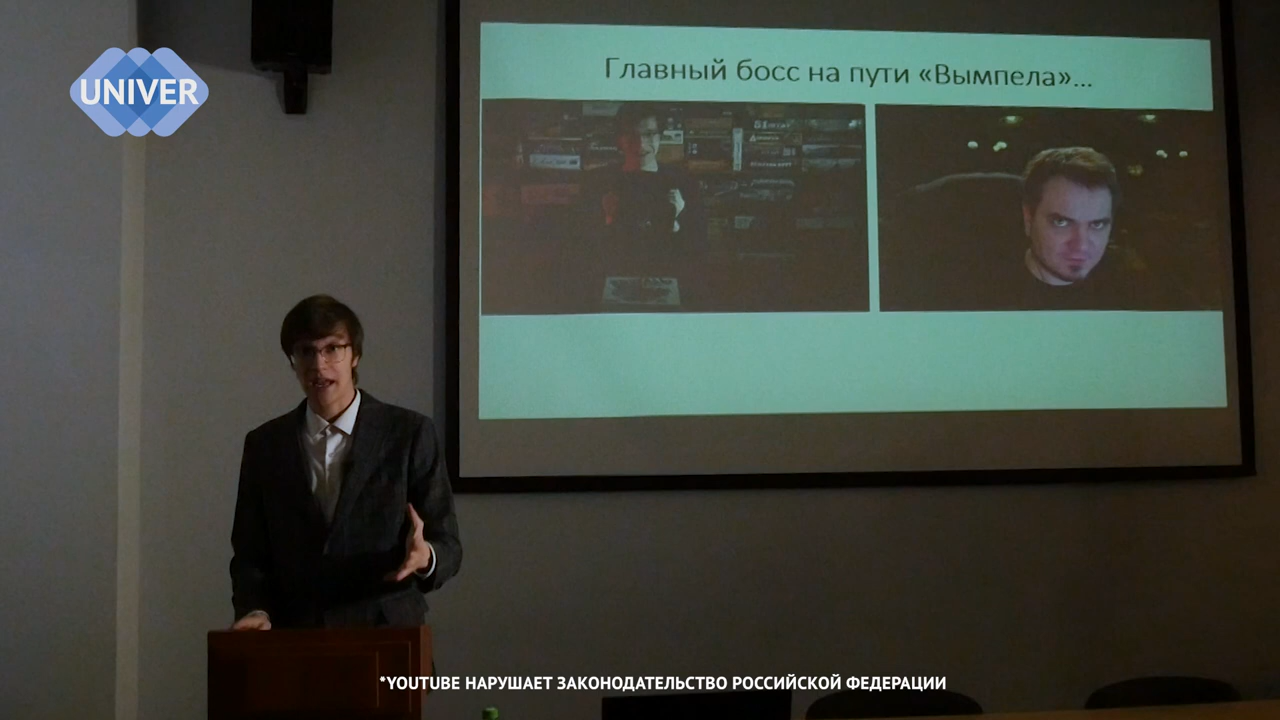 UNIVER
Главный босс на пути «Вымпела»...
*YOUTUBE НАРУШАЕТ ЗАКОНОДАТЕЛЬСТВО РОССИЙСКОЙ ФЕДЕРАЦИИ